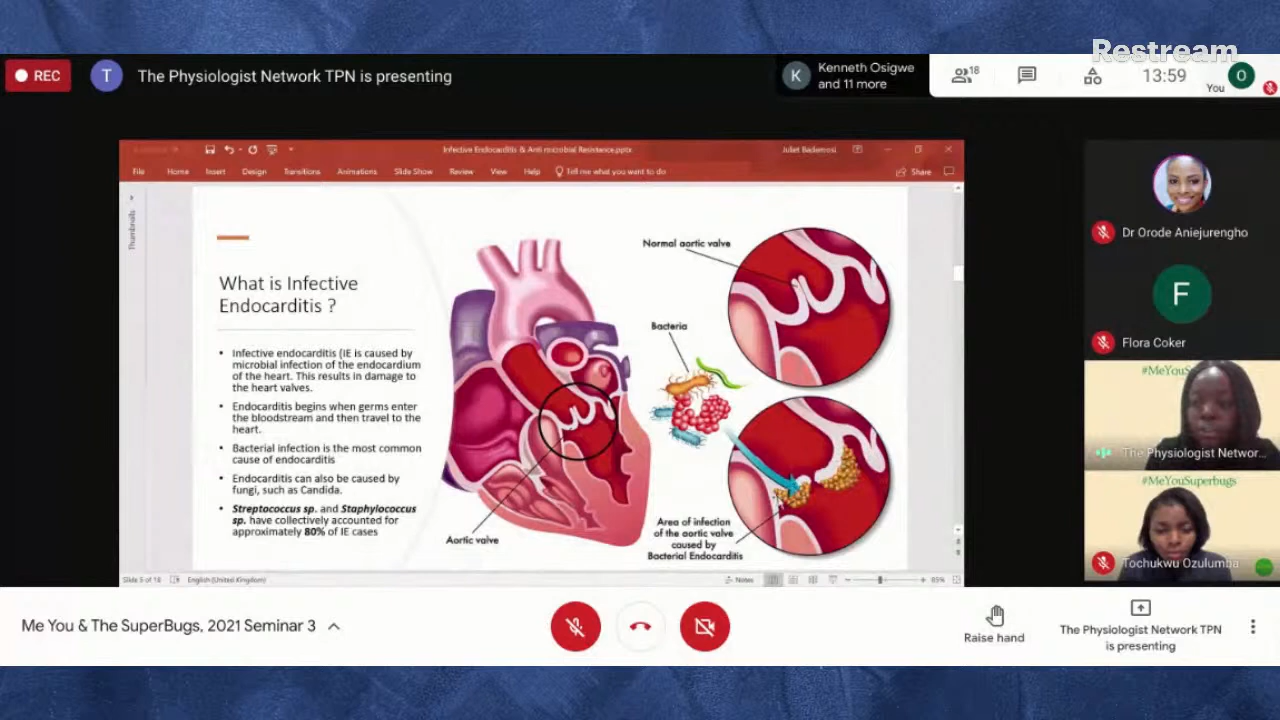 Restream
REC
T
The Physiologist Network TPN is presenting
K
Kenneth Osigwe
and 11 more
18
13:59
You
O
Infective Endocarditis & Anti microbial Resistance.pptx
Juliet Bademosi
File Home Insert Design Transitions Animations Slide Show Review View Help Tell me what you want to do
Share
Thumbnails
What is Infective
Endocarditis ?
• Infective endocarditis (IE is caused by
microbial infection of the endocardium
of the heart. This results in damage to
the heart valves.
• Endocarditis begins when germs enter
the bloodstream and then travel to the
heart.
• Bacterial infection is the most common
cause of endocarditis
• Endocarditis can also be caused by
fungi, such as Candida.
• Streptococcus sp. and Staphylococcus
sp. have collectively accounted for
approximately 80% of IE cases
Normal aortic valve
Bacteria
Aortic valve
Area of infection
of the aortic valve
caused by
Bacterial Endocarditis
Slide 5 of 18
English (United Kingdom)
Notes
85%
Dr Orode Aniejurengho
F
Flora Coker
#MeYouSu
The Physiologist Networ...
#MeYouSuperbugs
Tochukwu Ozulumba
Me You & The SuperBugs, 2021 Seminar 3
Raise hand
The Physiologist Network TPN
is presenting